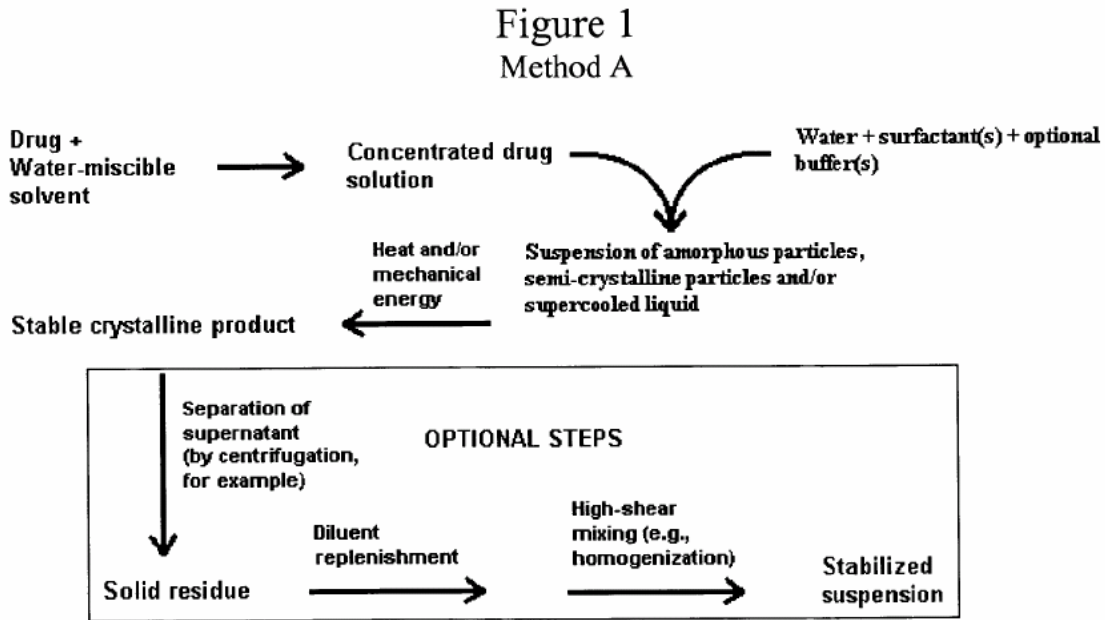 Figure 1
Method A
Drug +
Water-miscible
solvent
Concentrated drug
solution
Water + surfactant(s) + optional
buffer(s)
Heat and/or
mechanical
energy
Suspension of amorphous particles,
semi-crystalline particles and/or
supercooled liquid
Stable crystalline product
Separation of
supernatant
(by centrifugation,
for example)
OPTIONAL STEPS
Diluent
replenishment
High-shear
mixing (e.g.,
homogenization)
Solid residue
Stabilized
suspension